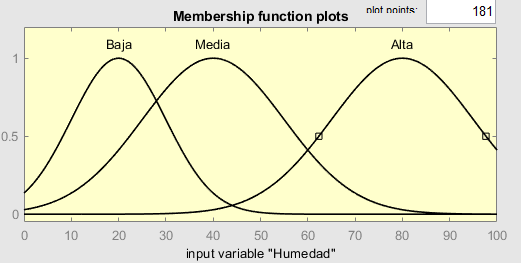 plot points:
181
Membership function plots
Baja Media Alta
1
0.5
0
0 10 20 30 40 50 60 70 80 90 100
input variable "Humedad"